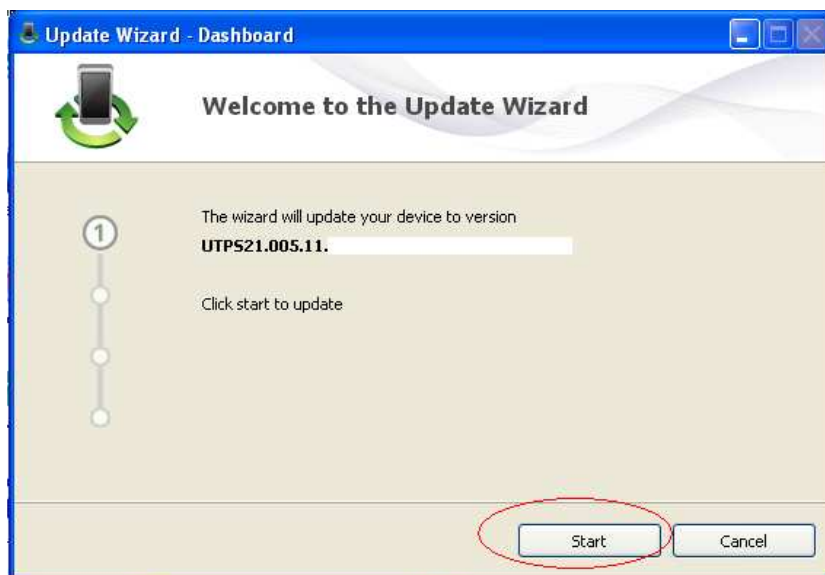 Update Wizard - Dashboard
Welcome to the Update Wizard
1
The wizard will update your device to version
UTPS21.005.11.
Click start to update
Start
Cancel